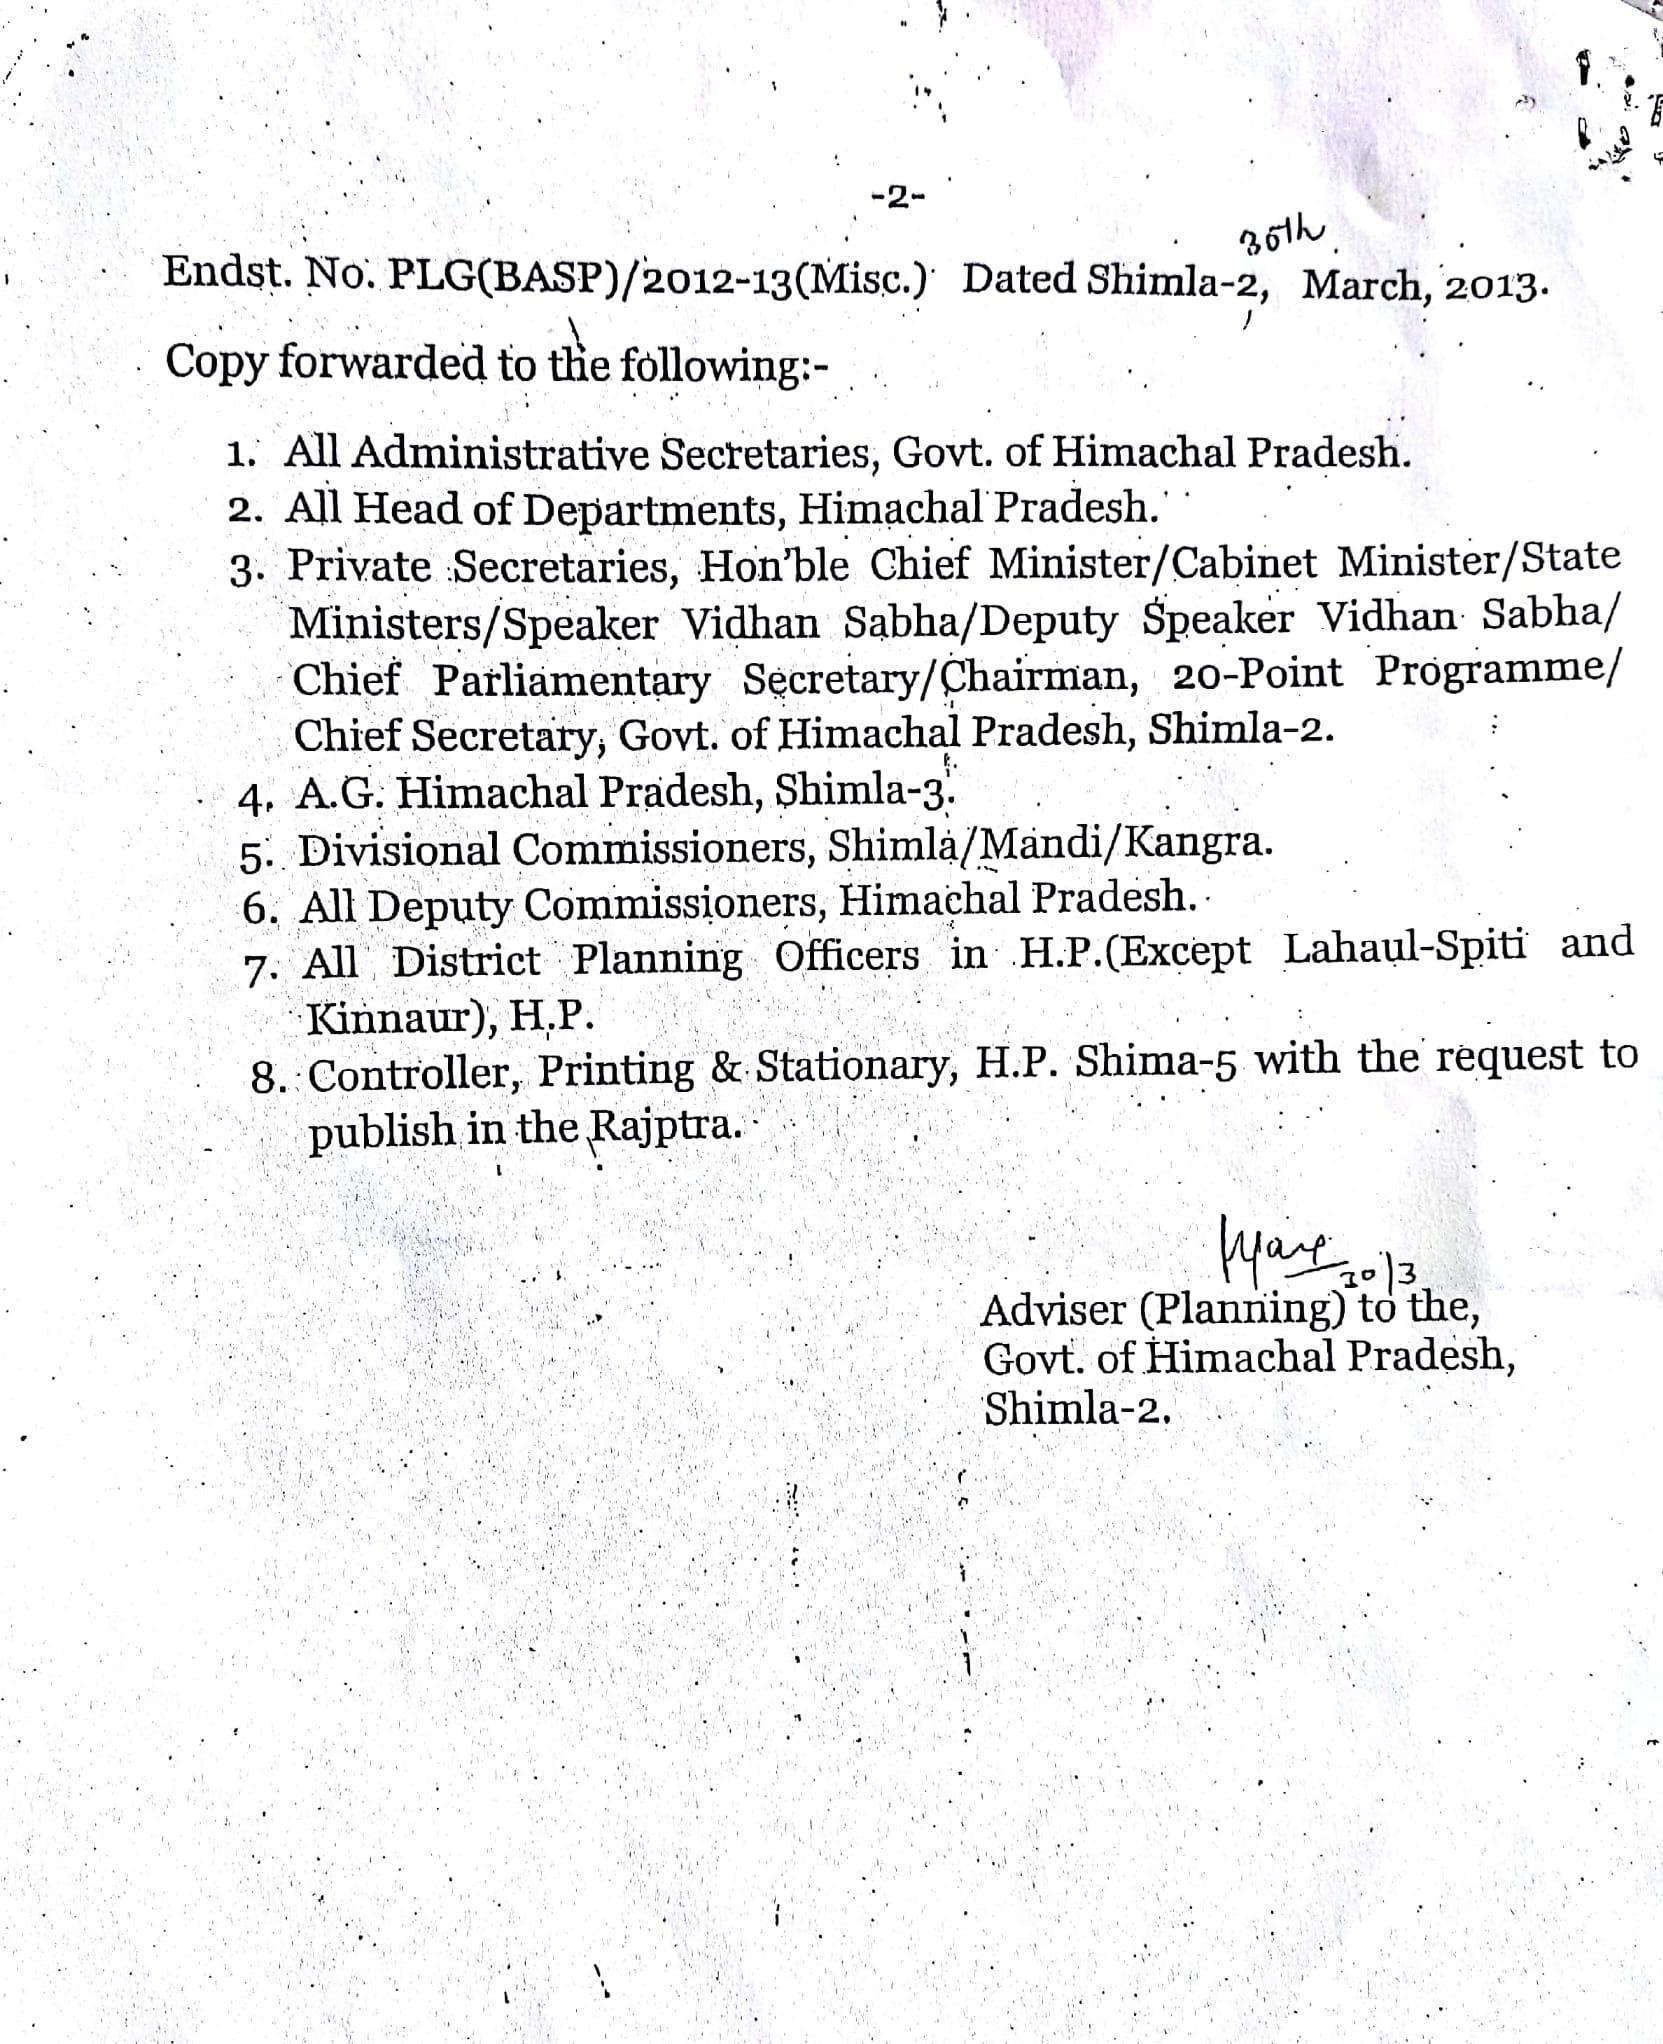 -2-
30th
Endst. No. PLG(BASP)/2012-13(Misc.) Dated Shimla-2, March, 2013.
Copy forwarded to the following:-
1. All Administrative Secretaries, Govt. of Himachal Pradesh.
2. All Head of Departments, Himachal Pradesh.
3. Private Secretaries, Hon'ble Chief Minister/Cabinet Minister/State
Ministers/Speaker Vidhan Sabha/Deputy Speaker Vidhan Sabha/
Chief Parliamentary Secretary/Chairman, 20-Point Programme/
Chief Secretary, Govt. of Himachal Pradesh, Shimla-2.
4. A.G. Himachal Pradesh, Shimla-3.
5. Divisional Commissioners, Shimla/Mandi/Kangra.
6. All Deputy Commissioners, Himachal Pradesh.
7. All District Planning Officers in H.P.(Except Lahaul-Spiti and
Kinnaur), H.P.
8. Controller, Printing & Stationary, H.P. Shima-5 with the request to
publish in the Rajptra.
30/3
Adviser (Planning) to the,
Govt. of Himachal Pradesh,
Shimla-2.